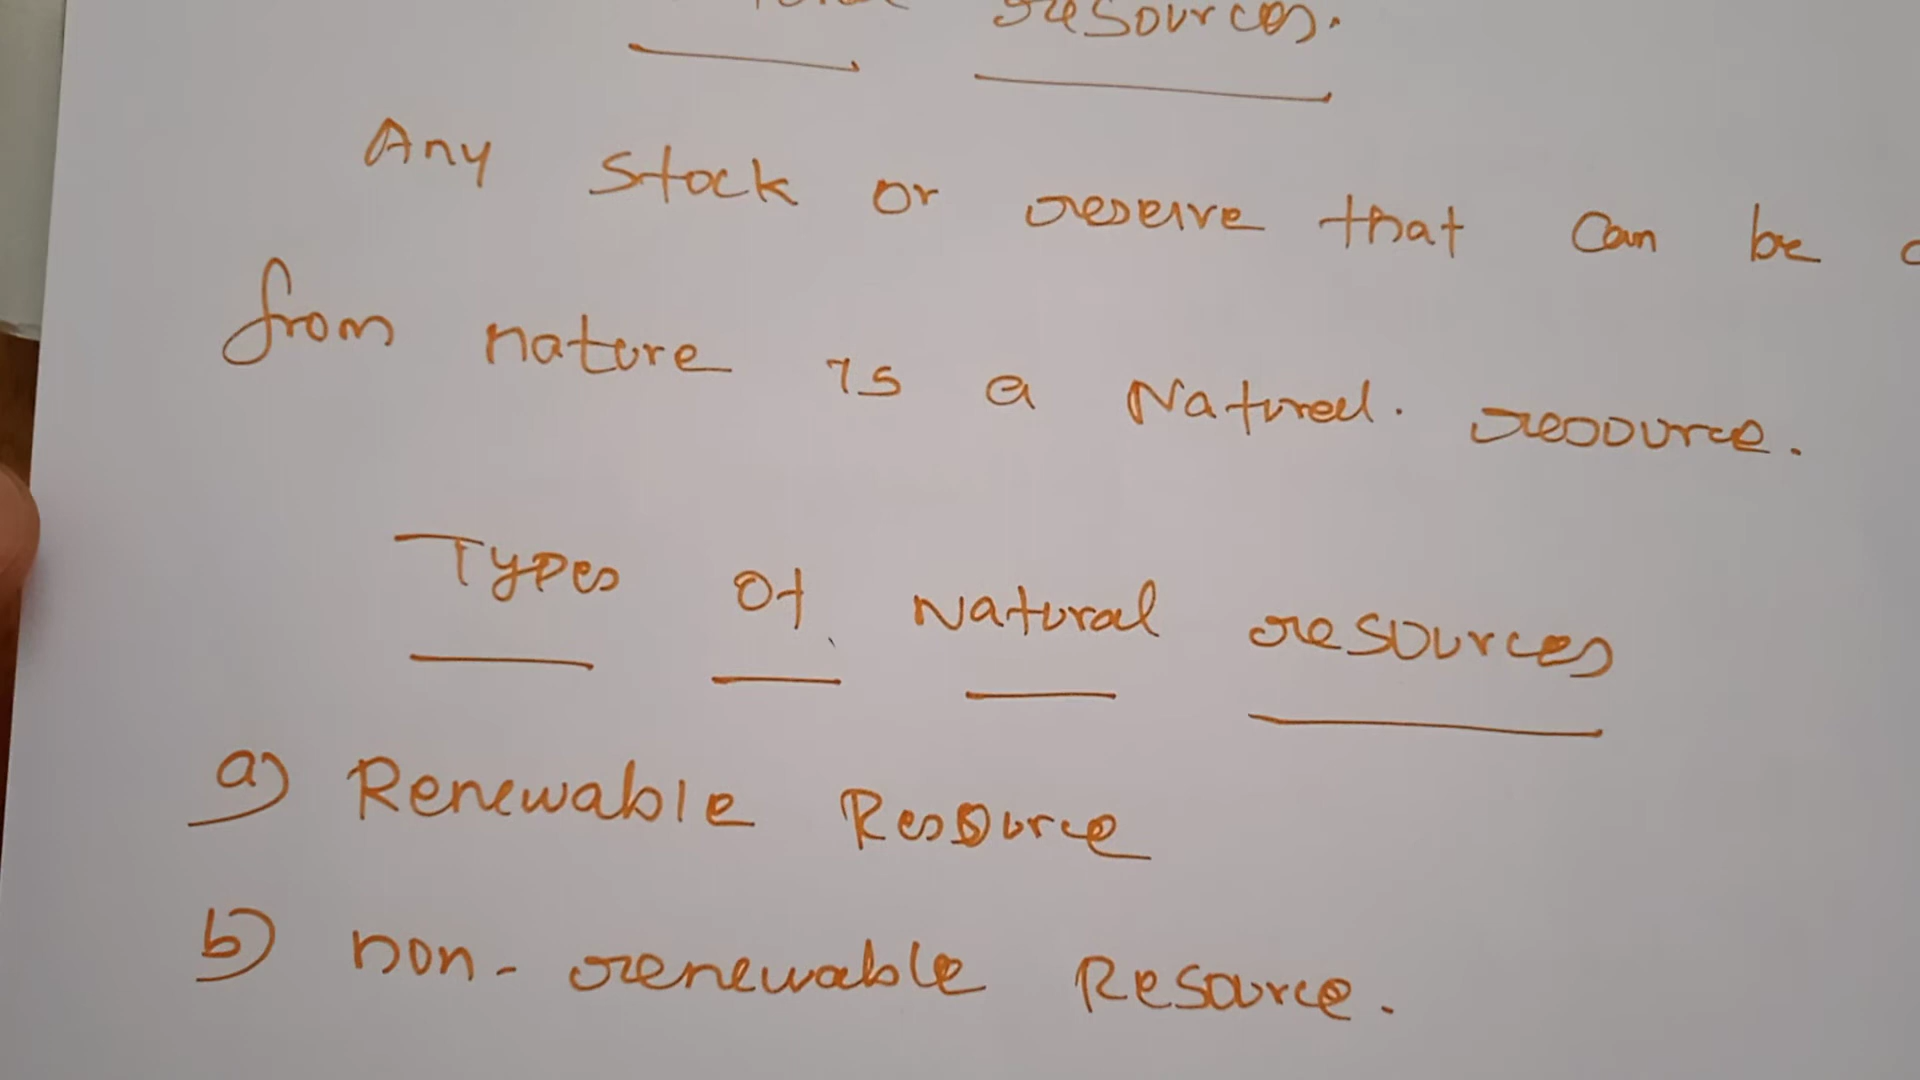 resources.
Any stock or reserve that can be
from nature is a Natural. resource.
Types of Natural resources
a) Renewable Resource
b) non- renewable Resource.